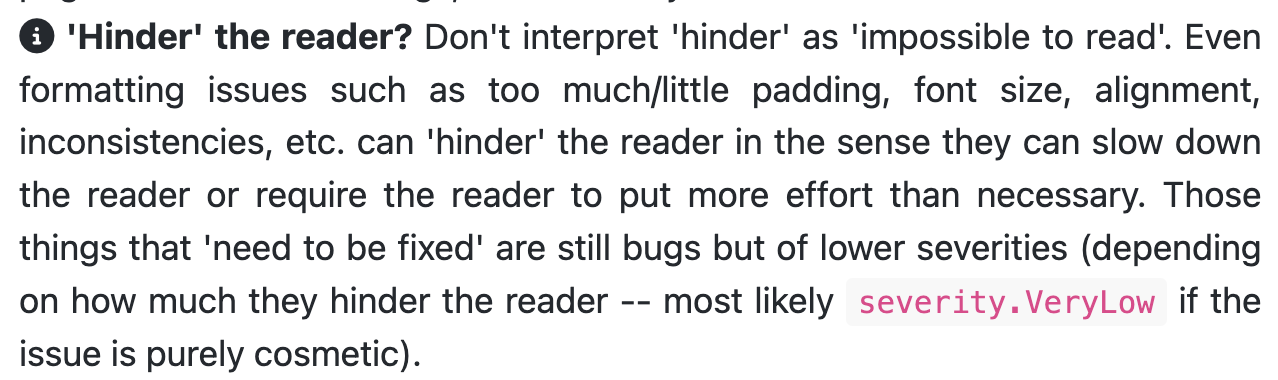 'Hinder' the reader? Don't interpret 'hinder' as 'impossible to read'. Even
formatting issues such as too much/little padding, font size, alignment,
inconsistencies, etc. can 'hinder' the reader in the sense they can slow down
the reader or require the reader to put more effort than necessary. Those
things that 'need to be fixed' are still bugs but of lower severities (depending
on how much they hinder the reader -- most likely severity.VeryLow if the
issue is purely cosmetic).